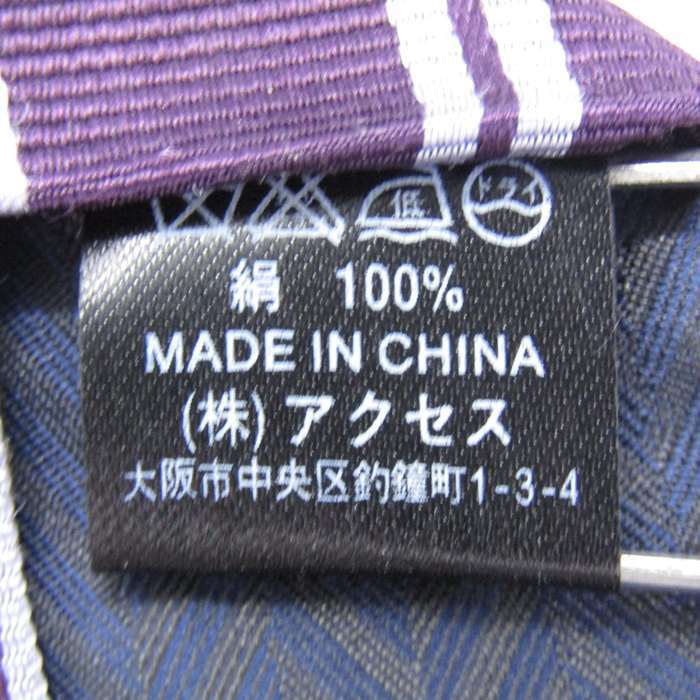 低 ドライ
絹 100%
MADE IN CHINA
(株)アクセス
大阪市中央区釣鐘町1-3-4